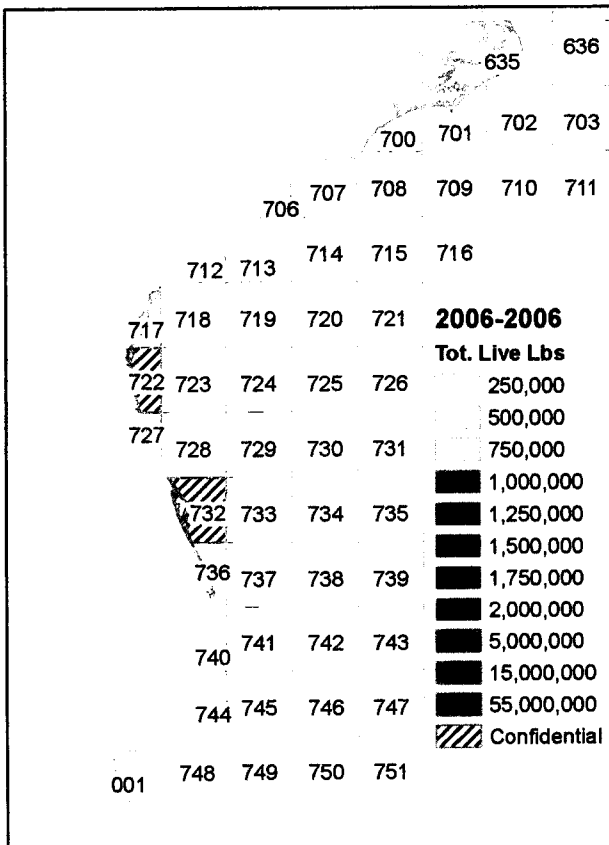 636
635
700 701 702 703
706 707 708 709 710 711
712 713 714 715 716
717 718 719 720 721
722 723 724 725 726
727 728 729 730 731
732 733 734 735
736 737 738 739
740 741 742 743
744 745 746 747
001 748 749 750 751
2006-2006
Tot. Live Lbs
250,000
500,000
750,000
1,000,000
1,250,000
1,500,000
1,750,000
2,000,000
5,000,000
15,000,000
55,000,000
Confidential